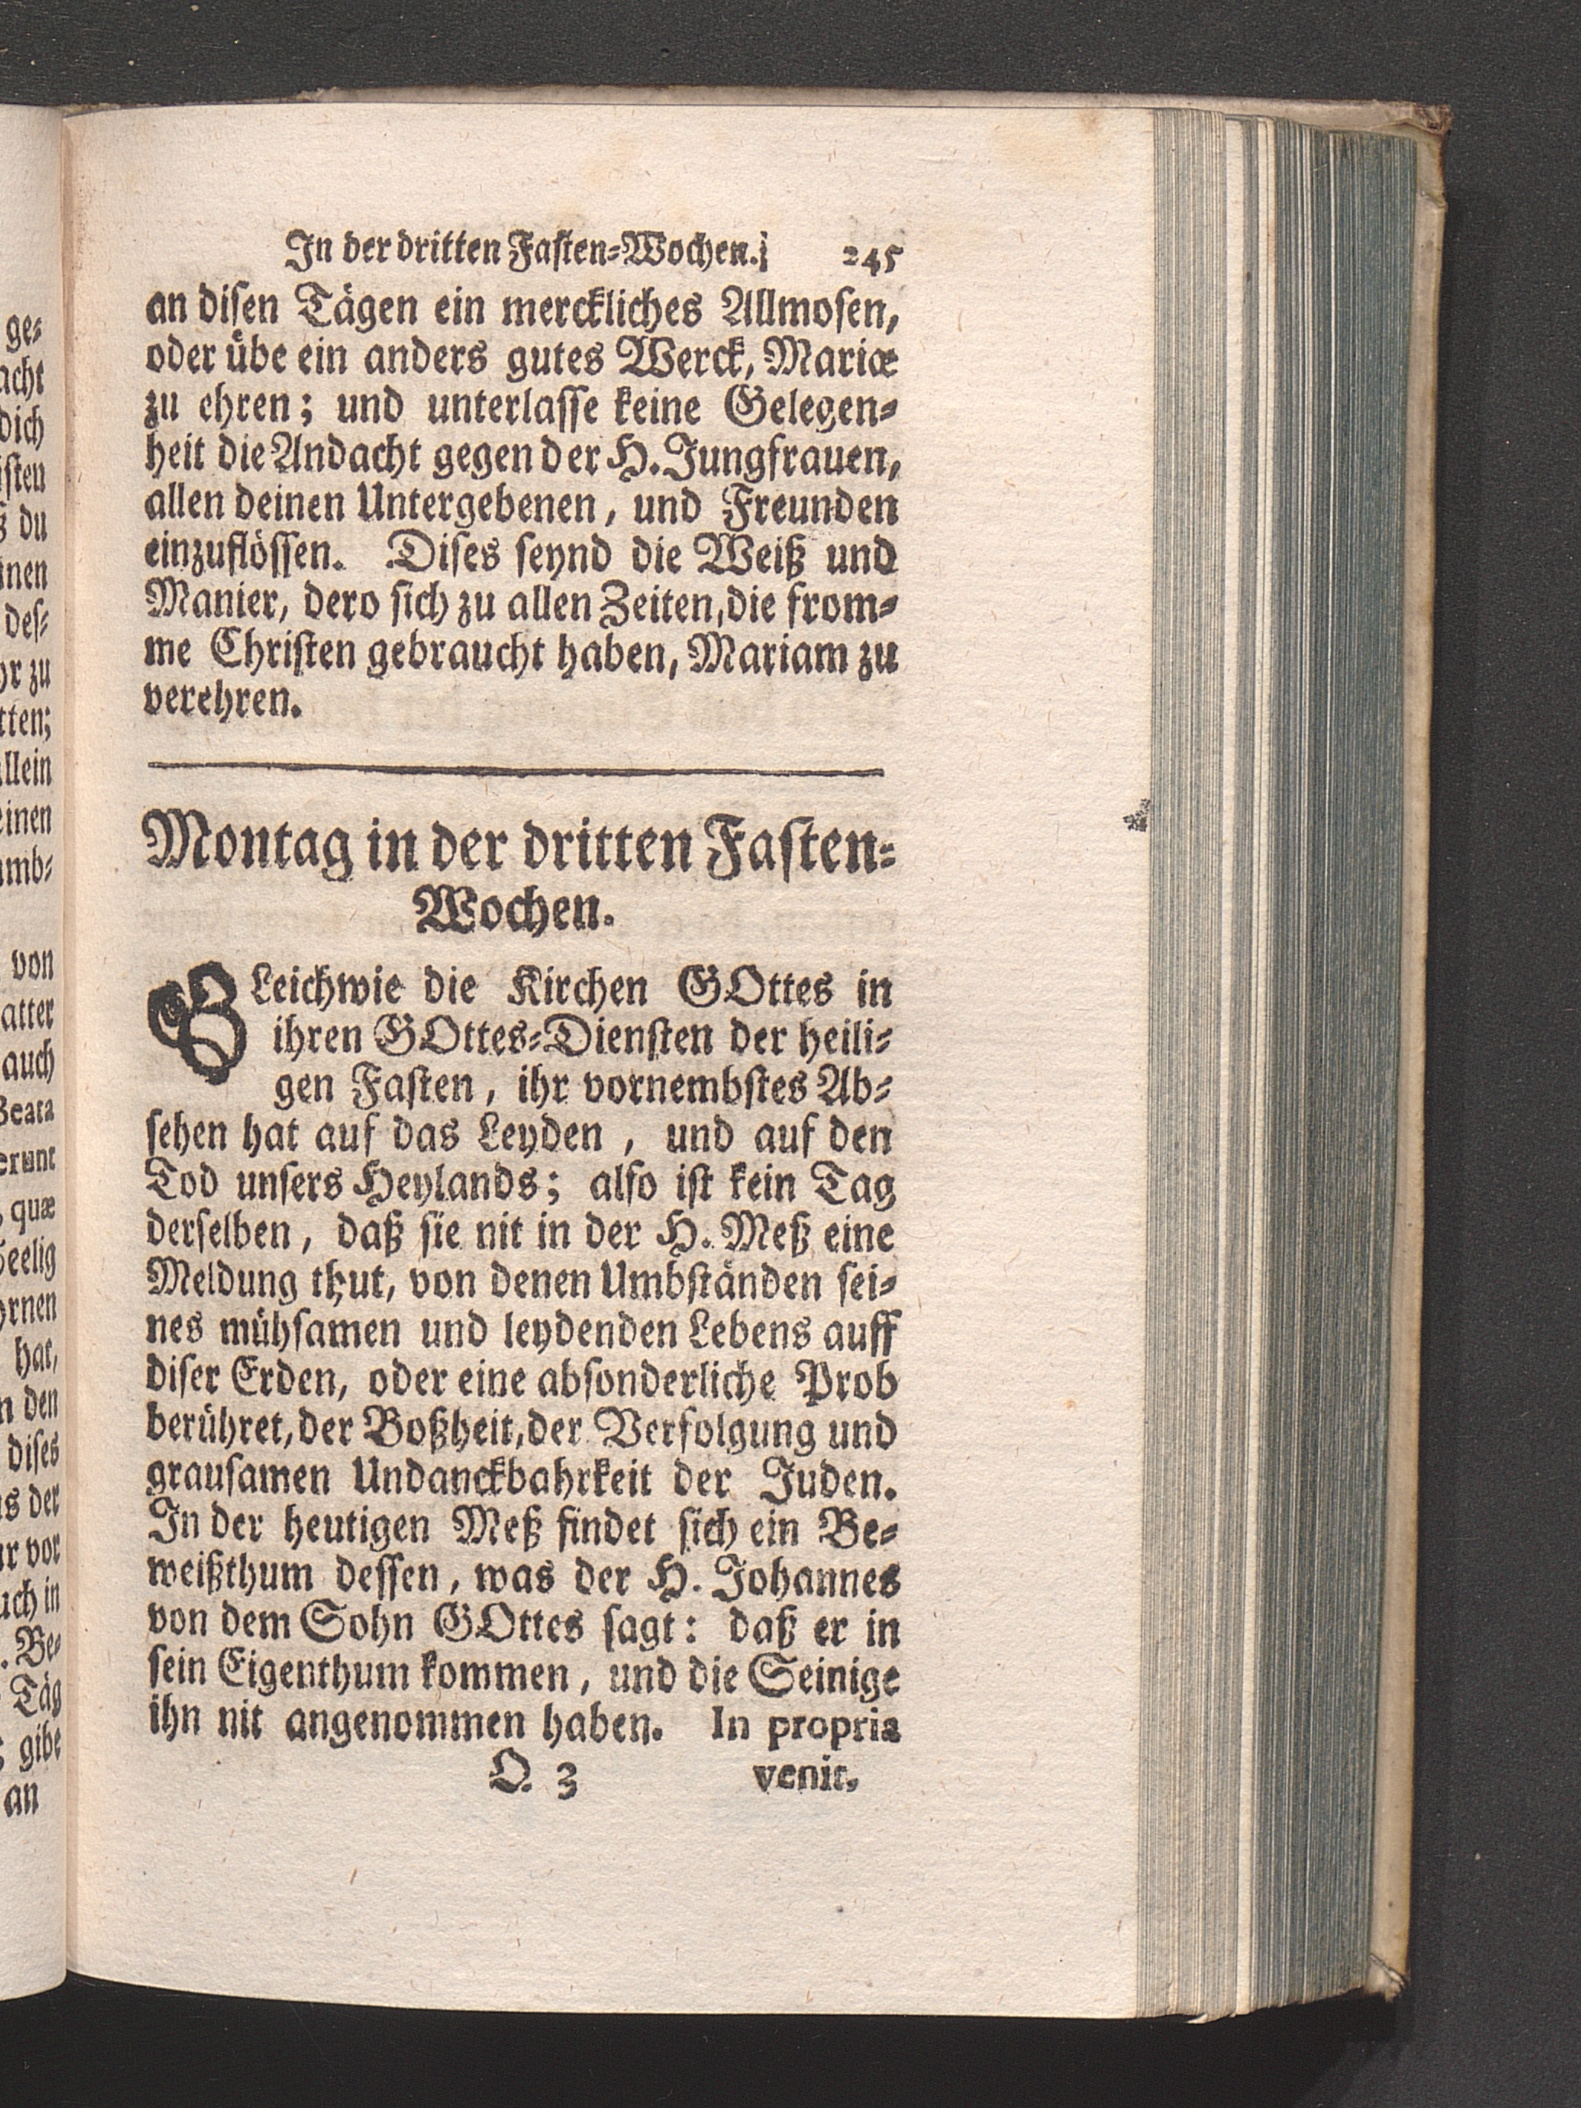 In der dritten Fasten-Wochen. 245
an disen Tägen ein merckliches Allmosen,
oder übe ein anders gutes Werck, Mariæ
zu ehren; und unterlasse keine Gelegen-
heit die Andacht gegen der H. Jungfrauen,
allen deinen Untergebenen, und Freunden
einzuflössen. Dises seynd die Weiß und
Manier, dero sich zu allen Zeiten, die from-
me Christen gebraucht haben, Mariam zu
verehren.
Montag in der dritten Fasten-
Wochen.
GLeichwie die Kirchen GOttes in
ihren GOttes-Diensten der heili-
gen Fasten, ihr vornembstes Ab-
sehen hat auf das Leyden, und auf den
Tod unsers Heylands; also ist kein Tag
derselben, daß sie nit in der H. Meß eine
Meldung thut, von denen Umbständen sei-
nes mühsamen und leydenden Lebens auff
diser Erden, oder eine absonderliche Prob
berühret, der Boßheit, der Verfolgung und
grausamen Undanckbahrkeit der Juden.
In der heutigen Meß findet sich ein Be-
weißthum dessen, was der H. Johannes
von dem Sohn GOttes sagt: daß er in
sein Eigenthum kommen, und die Seinige
ihn nit angenommen haben. In propria
Q 3 venit,